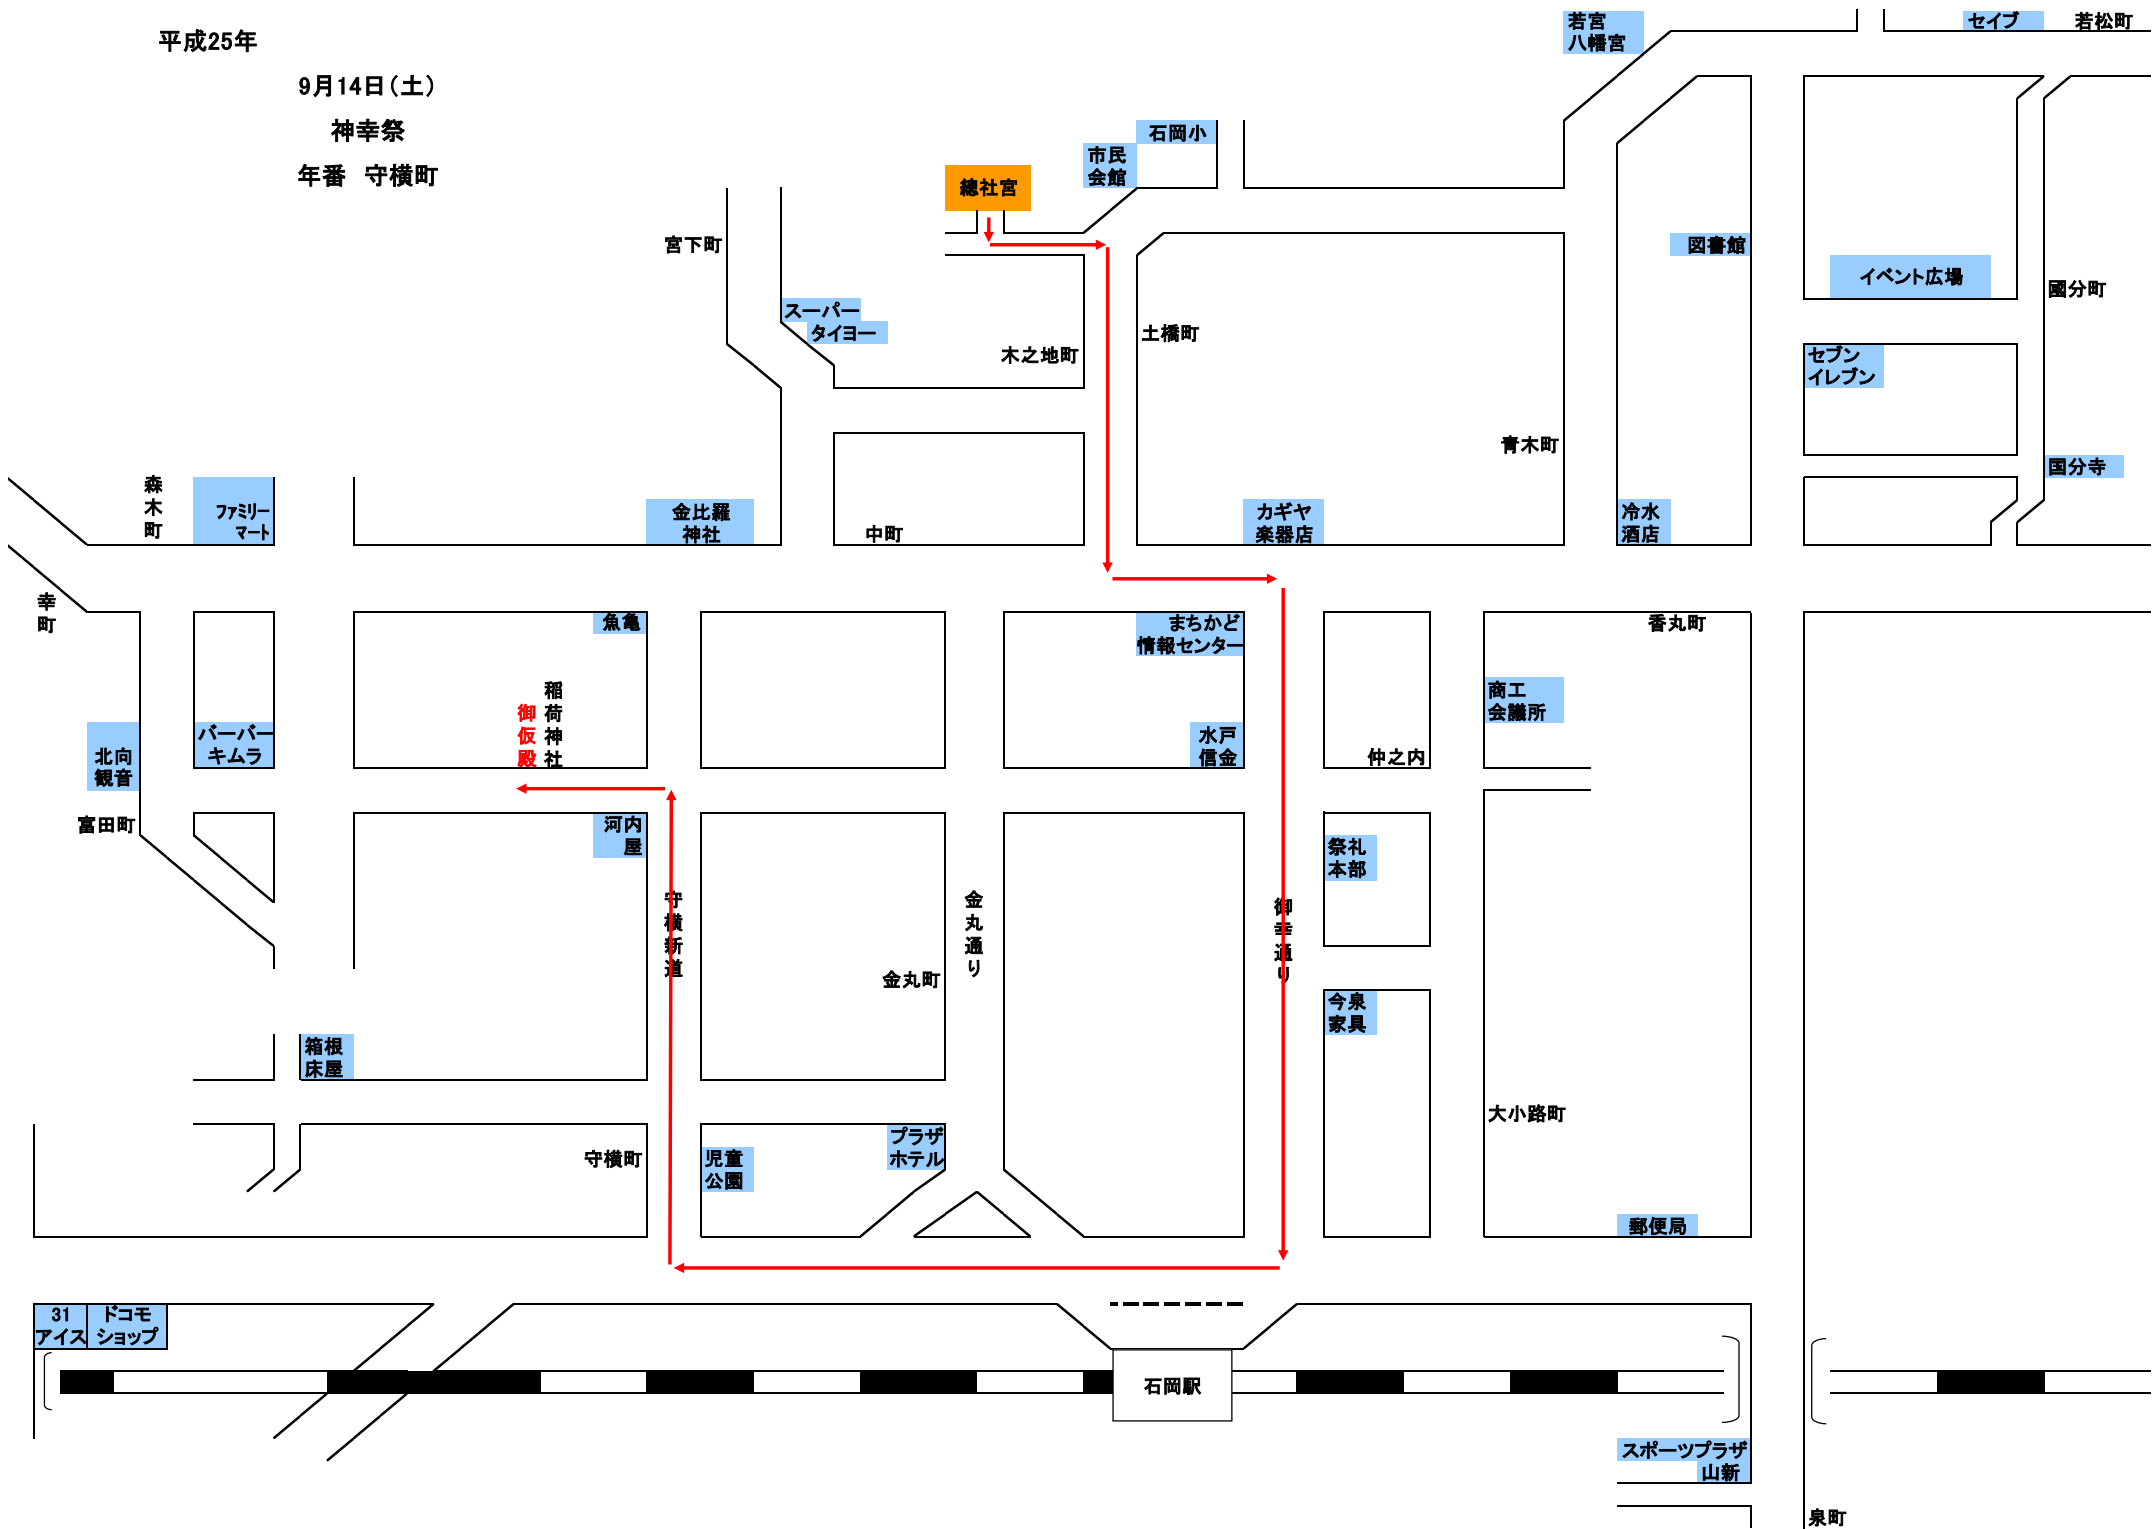 平成25年
9月14日(土)
神幸祭
年番　守横町
若宮
八幡宮
セイブ
若松町
石岡小
市民
会館
總社宮
宮下町
図書館
イベント広場
國分町
スーパー
タイヨー
木之地町
土橋町
セブン
イレブン
青木町
国分寺
森木町
ファミリー
マート
金比羅
神社
中町
カギヤ
楽器店
冷水
酒店
幸町
魚亀
まちかど
情報センター
香丸町
稲荷神社
御仮殿
商工
会議所
北向
観音
バーバー
キムラ
水戸
信金
仲之内
富田町
河内
屋
祭礼
本部
守横新道
金丸通り
御幸通り
金丸町
今泉
家具
箱根
床屋
大小路町
守横町
児童
公園
プラザ
ホテル
郵便局
31
アイス
ドコモ
ショップ
石岡駅
スポーツプラザ
山新
泉町